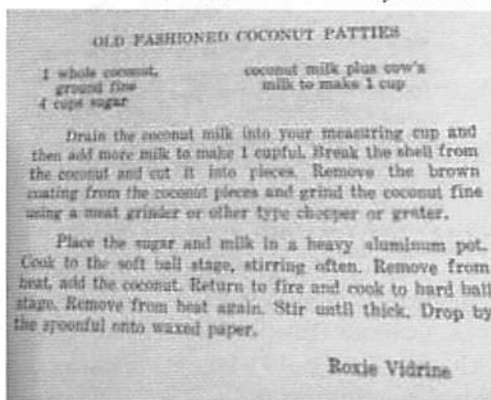 OLD FASHIONED COCONUT PATTIES
1 whole coconut,
ground fine
4 cups sugar
coconut milk plus cow's
milk to make 1 cup
Drain the coconut milk into your measuring cup and
then add more milk to make 1 cupful. Break the shell from
the coconut and cut it into pieces. Remove the brown
coating from the coconut pieces and grind the coconut fine
using a meat grinder or other type chopper or grater.
Place the sugar and milk in a heavy aluminum pot.
Cook to the soft ball stage, stirring often. Remove from
heat, add the coconut. Return to fire and cook to hard ball
stage. Remove from heat again. Stir until thick. Drop by
the spoonful onto waxed paper.
Roxie Vidrine